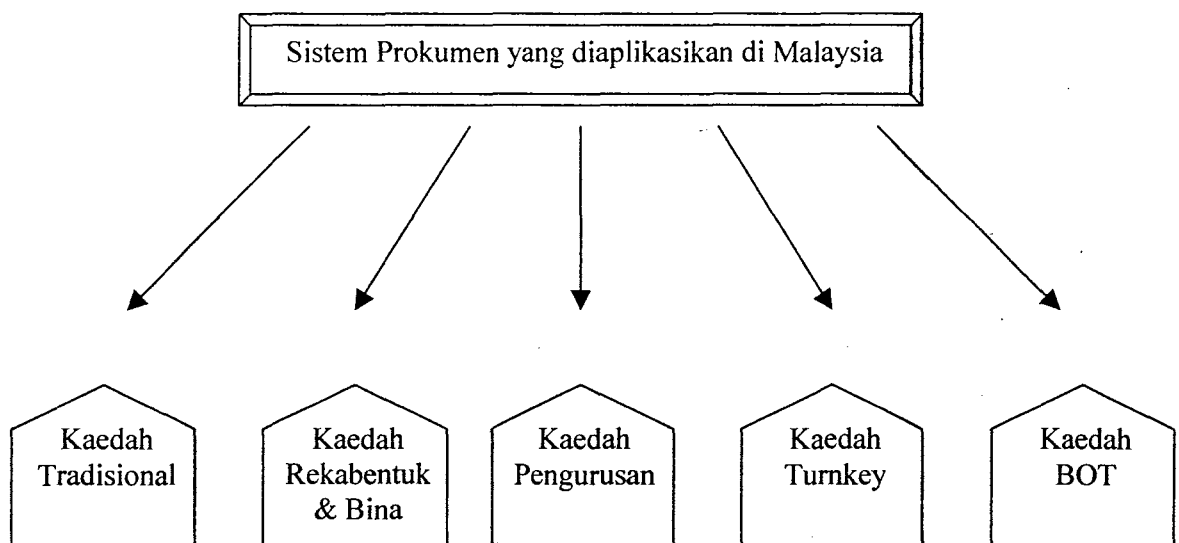 Sistem Prokumen yang diaplikasikan di Malaysia
Kaedah
Tradisional
Kaedah
Rekabentuk
& Bina
Kaedah
Pengurusan
Kaedah
Turnkey
Kaedah
BOT